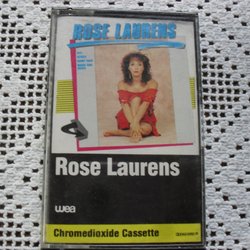 ROSE LAURENS
Rose Laurens
wea
Chromedioxide Cassette